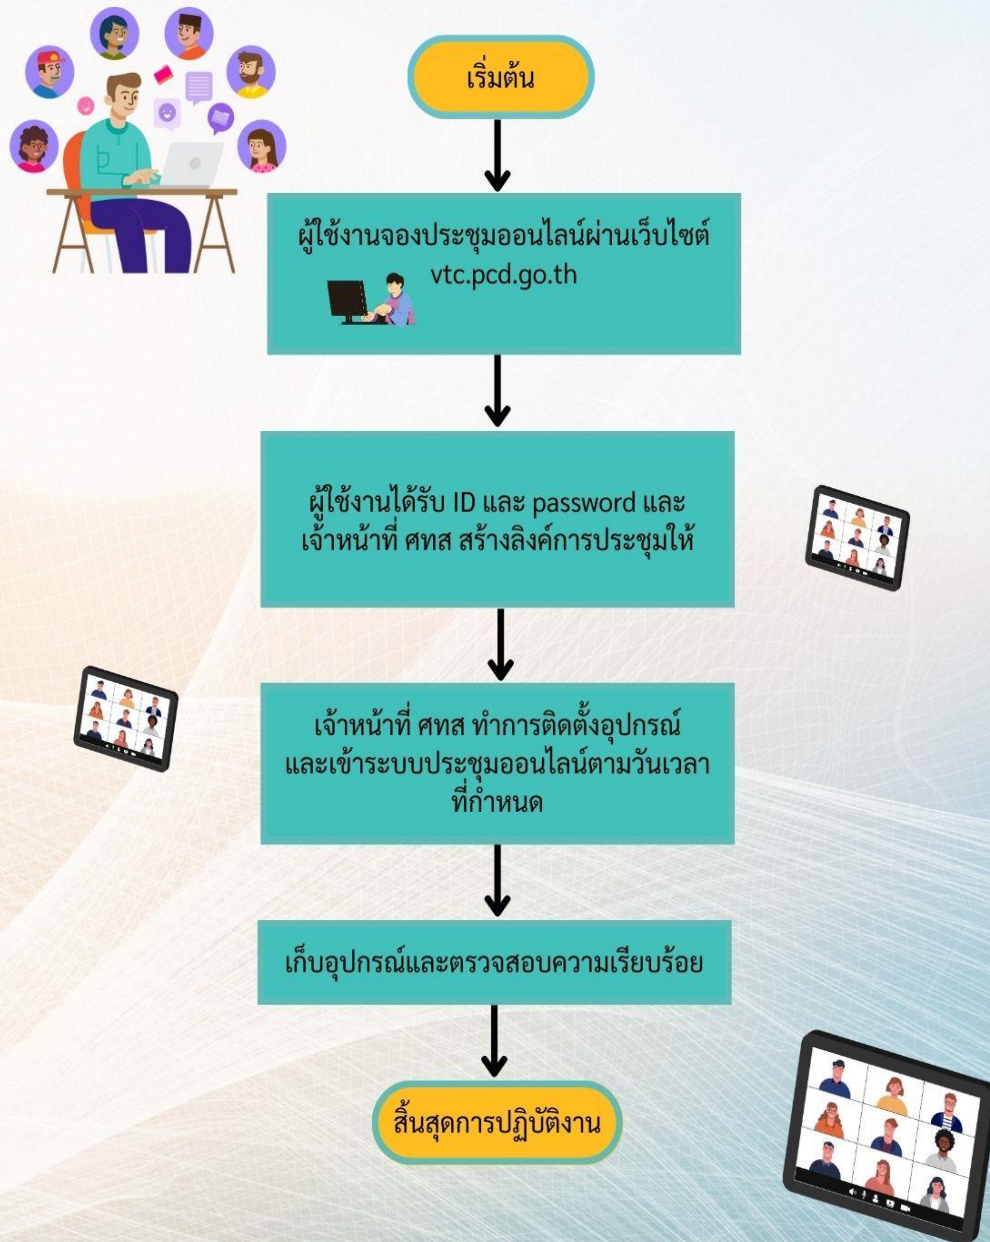 เริ่มต้น
ผู้ใช้งานจองประชุมออนไลน์ผ่านเว็บไซต์
vtc.pcd.go.th
ผู้ใช้งานได้รับ ID และ password และ
เจ้าหน้าที่ ศทส สร้างลิงค์การประชุมให้
เจ้าหน้าที่ ศทส ทำการติดตั้งอุปกรณ์
และเข้าระบบประชุมออนไลน์ตามวันเวลา
ที่กำหนด
เก็บอุปกรณ์และตรวจสอบความเรียบร้อย
สิ้นสุดการปฏิบัติงาน